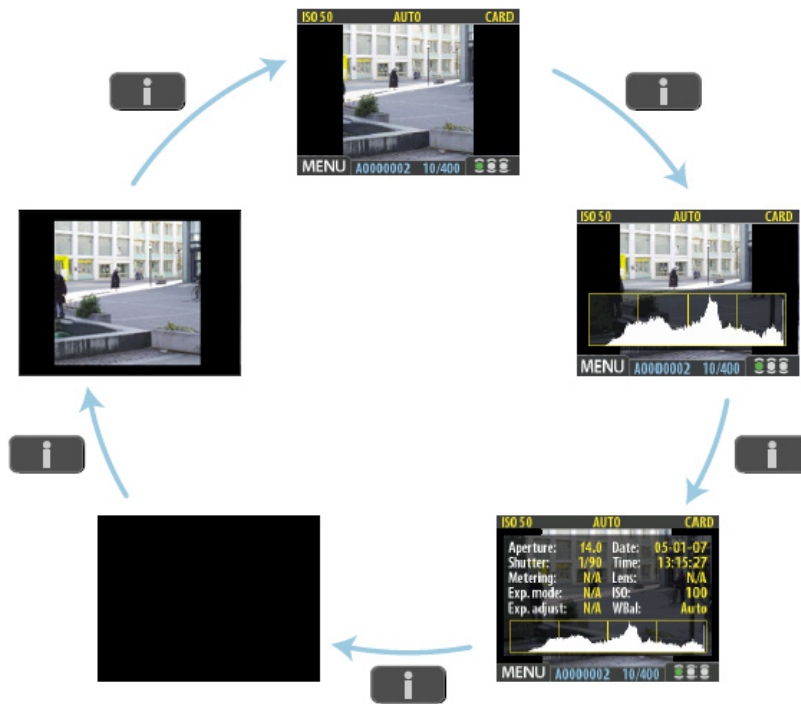 ISO 50 AUTO CARD
MENU A0000002 10/400
i
i
ISO 50 AUTO CARD
MENU A0000002 10/400
i
i
ISO 50 AUTO CARD
Aperture: f4.0 Date: 05-01-07
Shutter: 1/90 Time: 13:15:27
Metering: N/A Lens: N/A
Exp. mode: N/A ISO: 100
Exp. adjust: N/A WBal: Auto
MENU A0000002 10/400
i